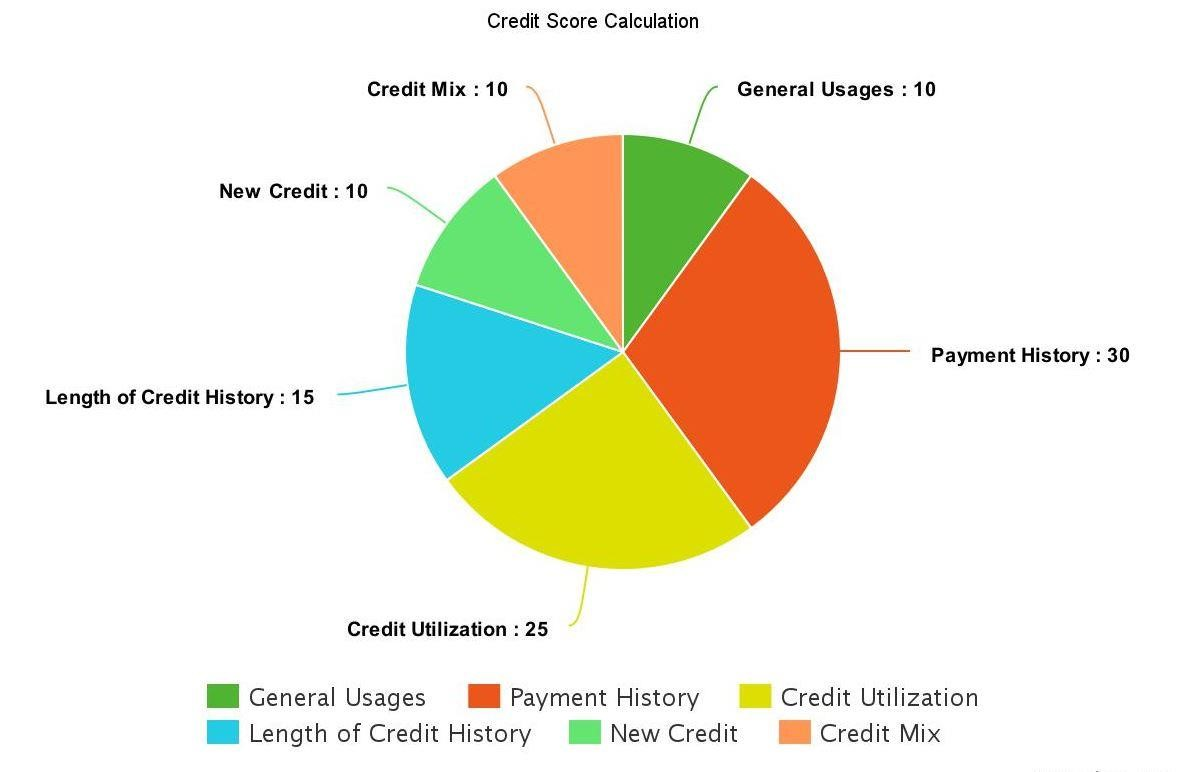 Credit Score Calculation
Credit Mix : 10
General Usages : 10
New Credit : 10
Payment History : 30
Length of Credit History : 15
Credit Utilization : 25
General Usages
Payment History
Credit Utilization
Length of Credit History
New Credit
Credit Mix